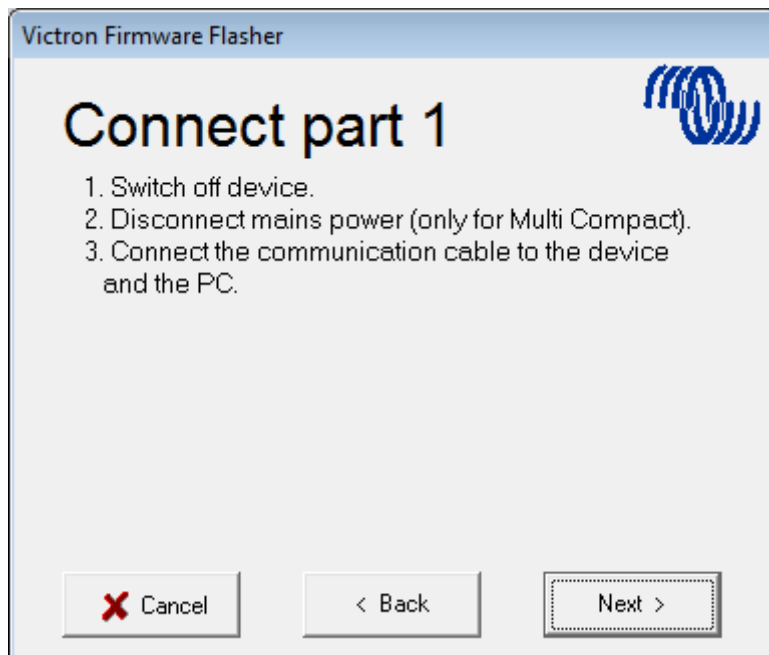 Victron Firmware Flasher
Connect part 1
1. Switch off device.
2. Disconnect mains power (only for Multi Compact).
3. Connect the communication cable to the device
and the PC.
Cancel
< Back
Next >